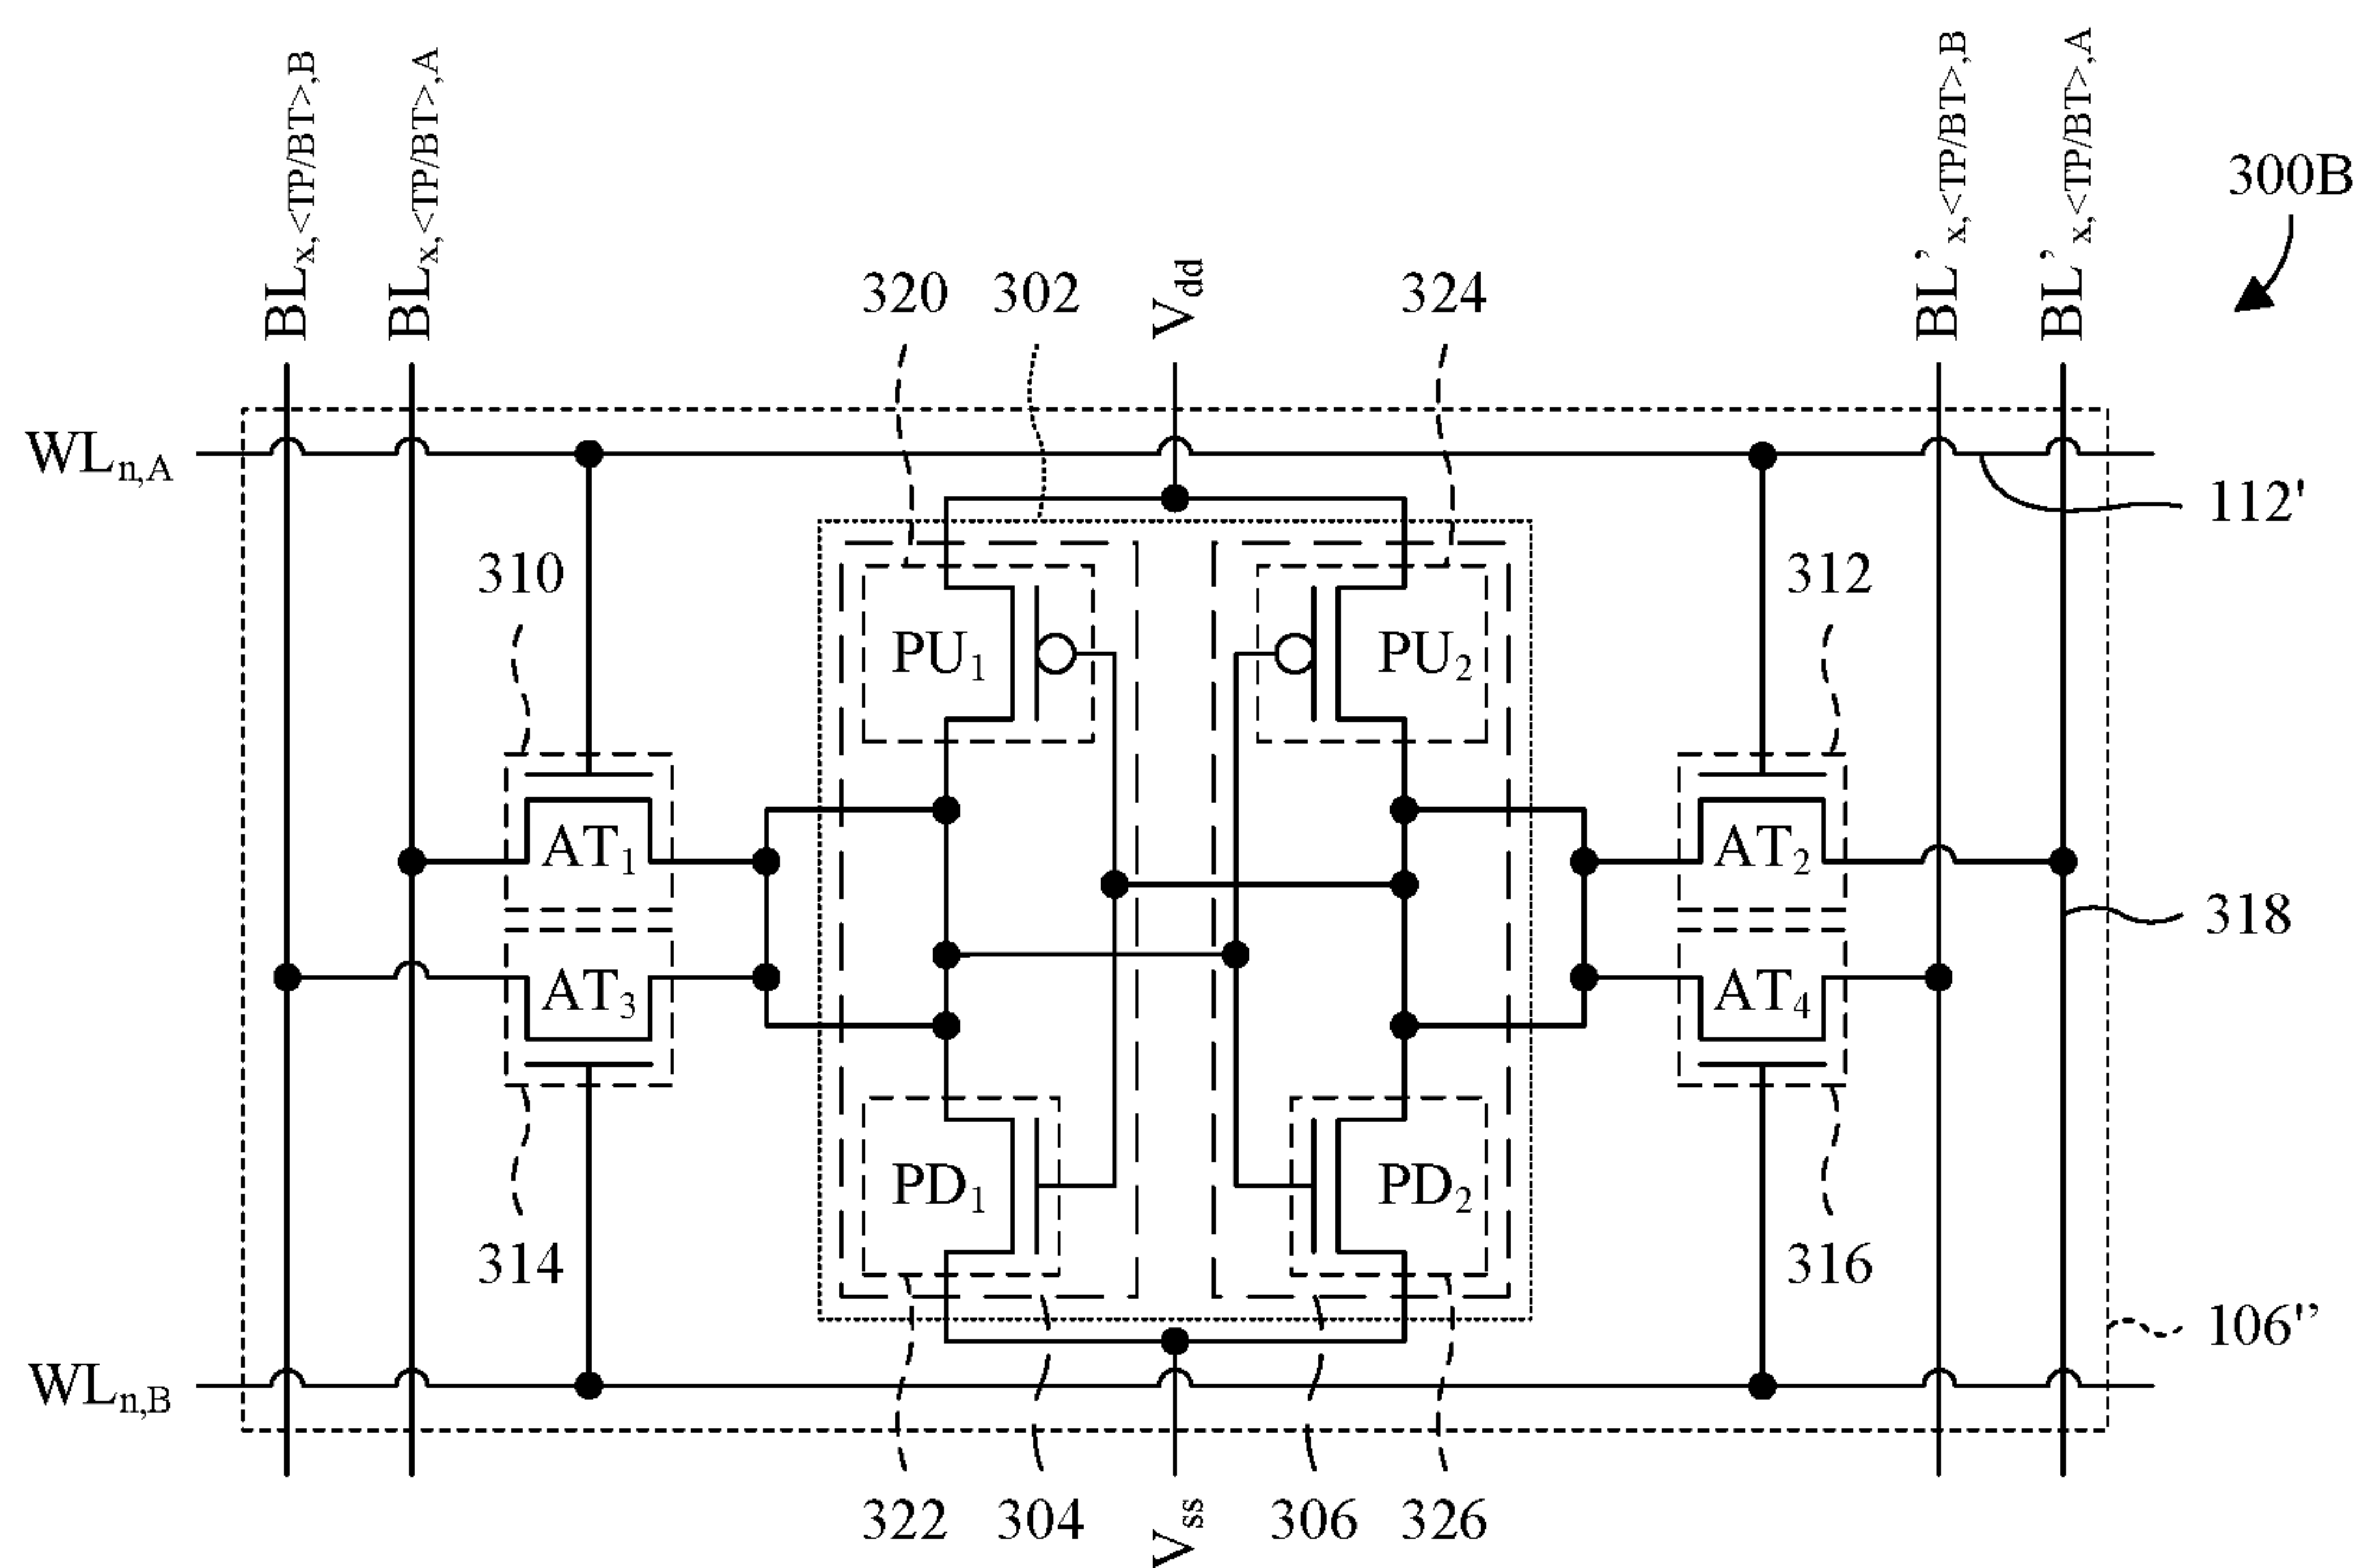 BLx,<TP/BT>,B
BLx,<TP/BT>,A
BL’x,<TP/BT>,B
BL’x,<TP/BT>,A
300B
320
302
Vdd
324
WLn,A
112'
310
312
PU1
PU2
AT1
AT2
318
AT3
AT4
PD1
PD2
314
316
106"
WLn,B
322
304
Vss
306
326